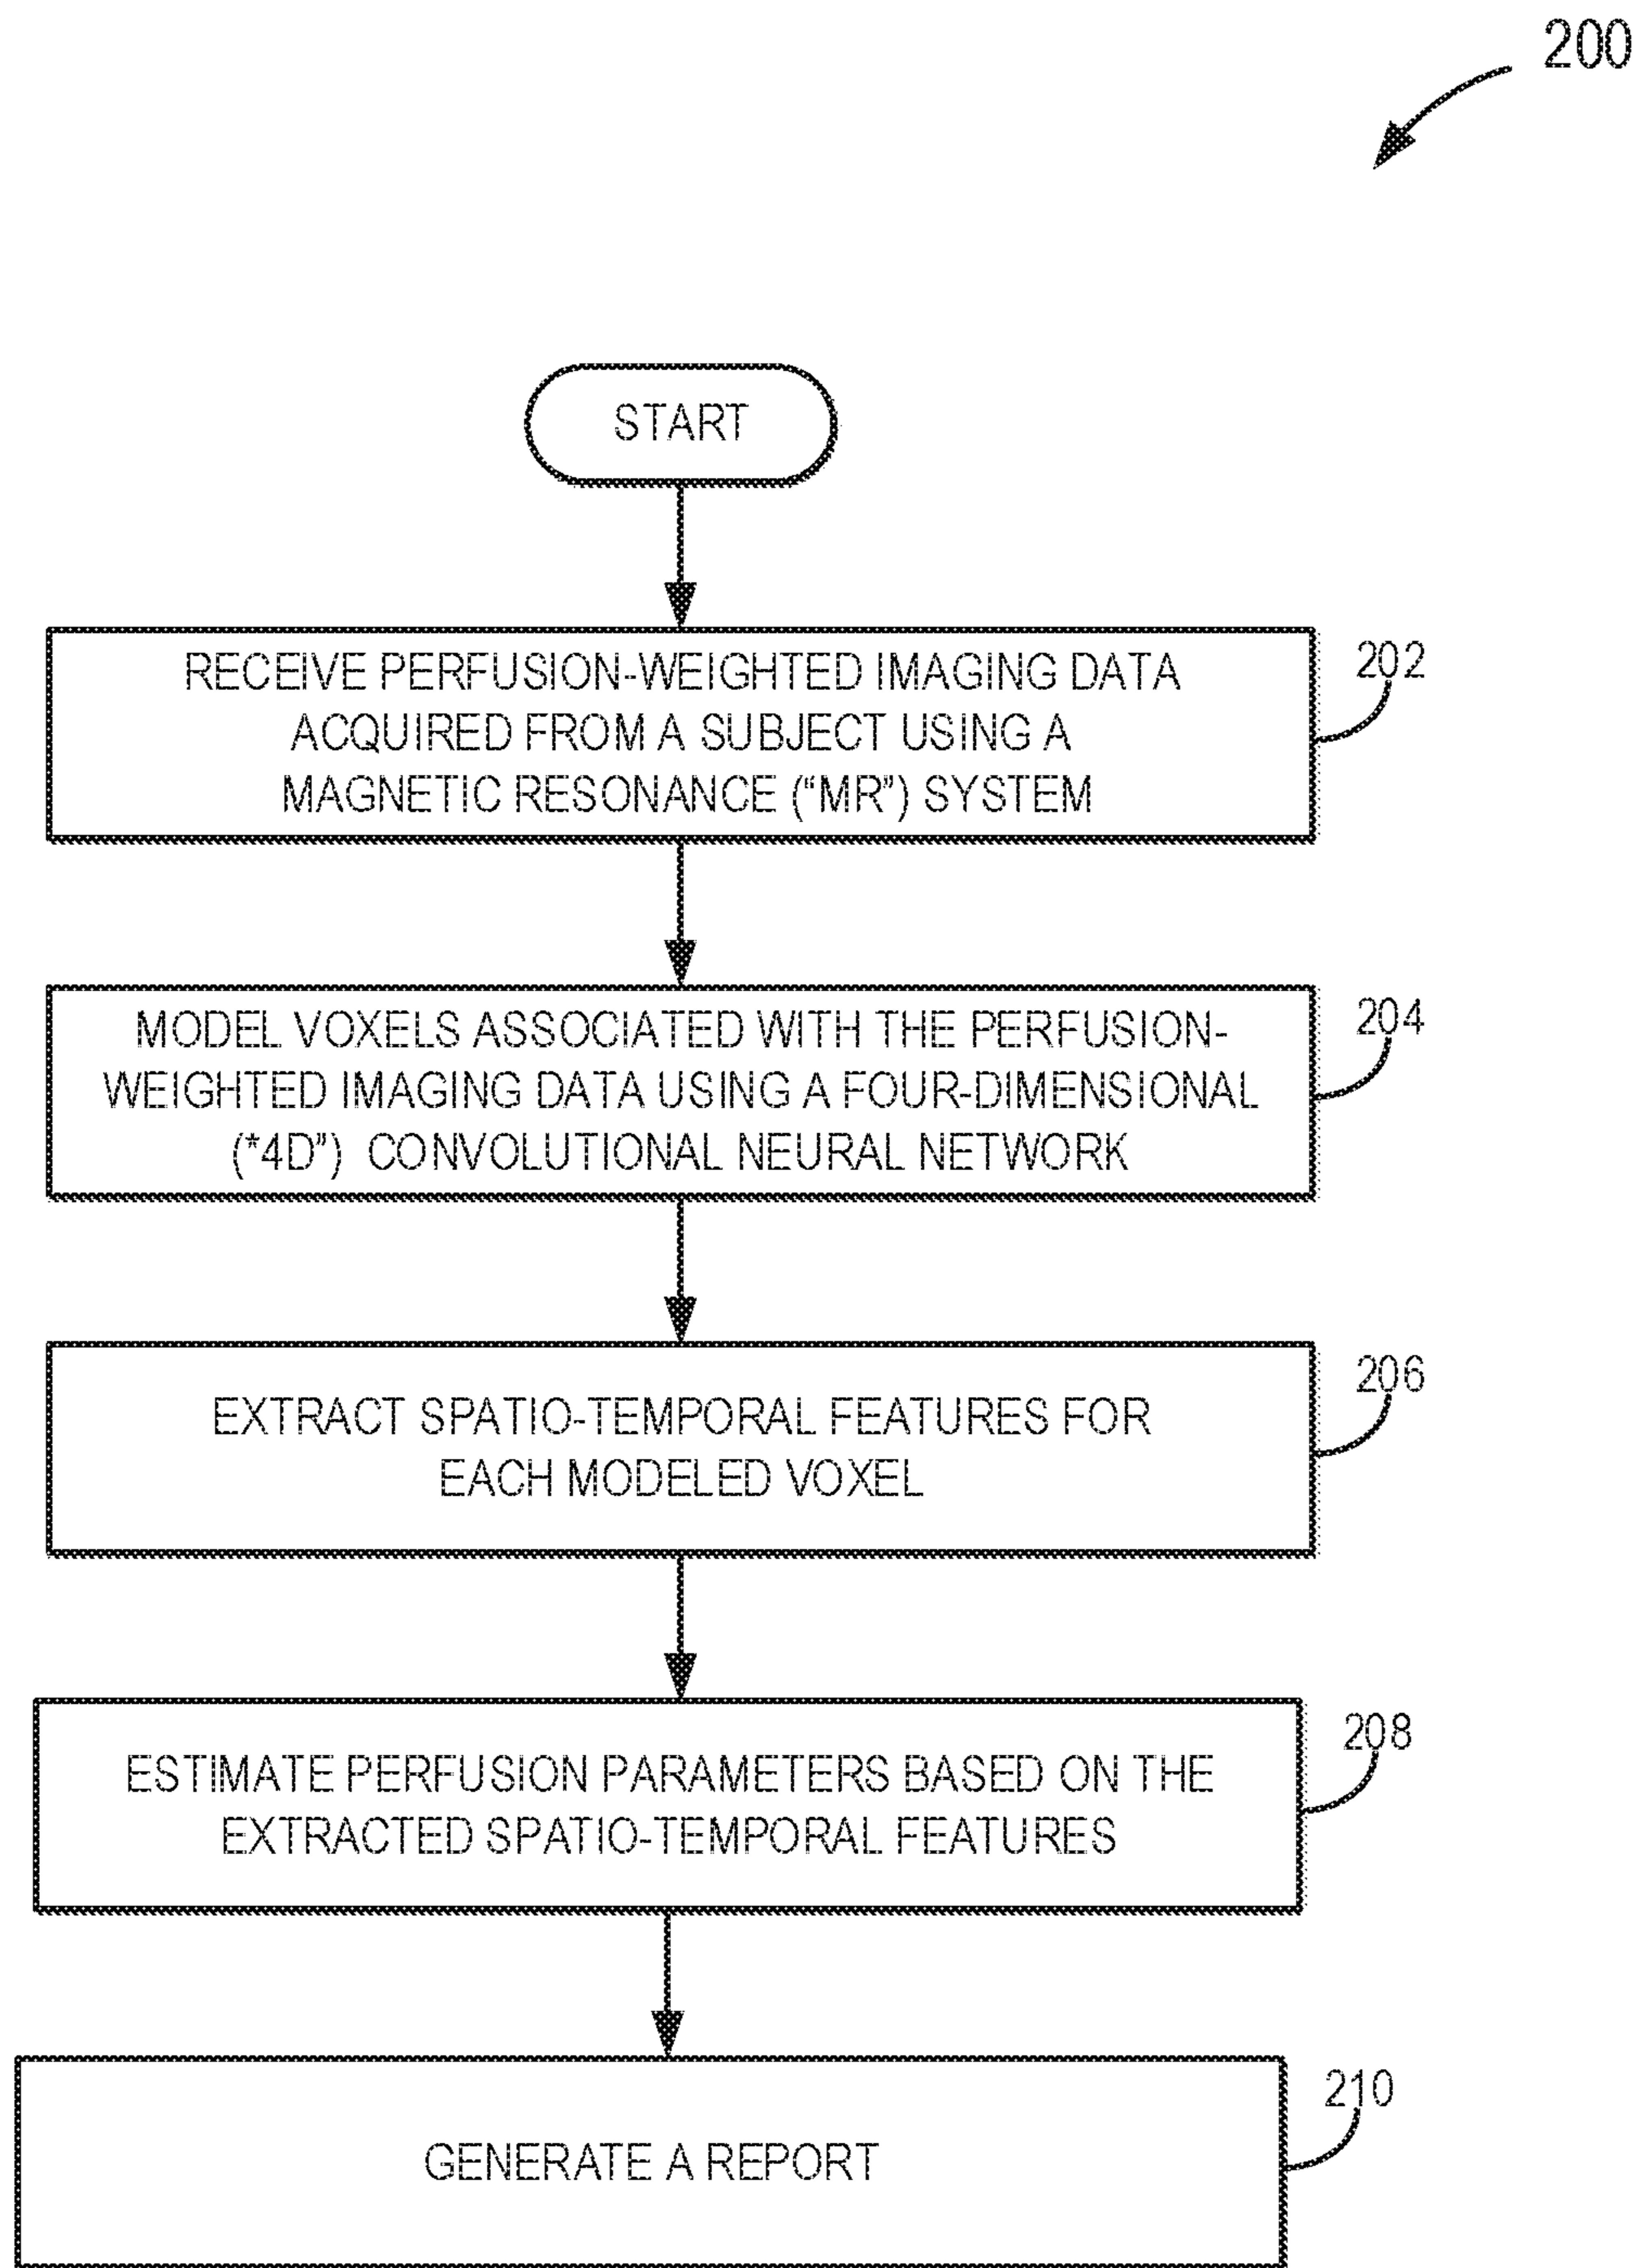 200
START
RECEIVE PERFUSION-WEIGHTED IMAGING DATA
ACQUIRED FROM A SUBJECT USING A
MAGNETIC RESONANCE (“MR”) SYSTEM
202
MODEL VOXELS ASSOCIATED WITH THE PERFUSION-
WEIGHTED IMAGING DATA USING A FOUR-DIMENSIONAL
(*4D”) CONVOLUTIONAL NEURAL NETWORK
204
EXTRACT SPATIO-TEMPORAL FEATURES FOR
EACH MODELED VOXEL
206
ESTIMATE PERFUSION PARAMETERS BASED ON THE
EXTRACTED SPATIO-TEMPORAL FEATURES
208
GENERATE A REPORT
210